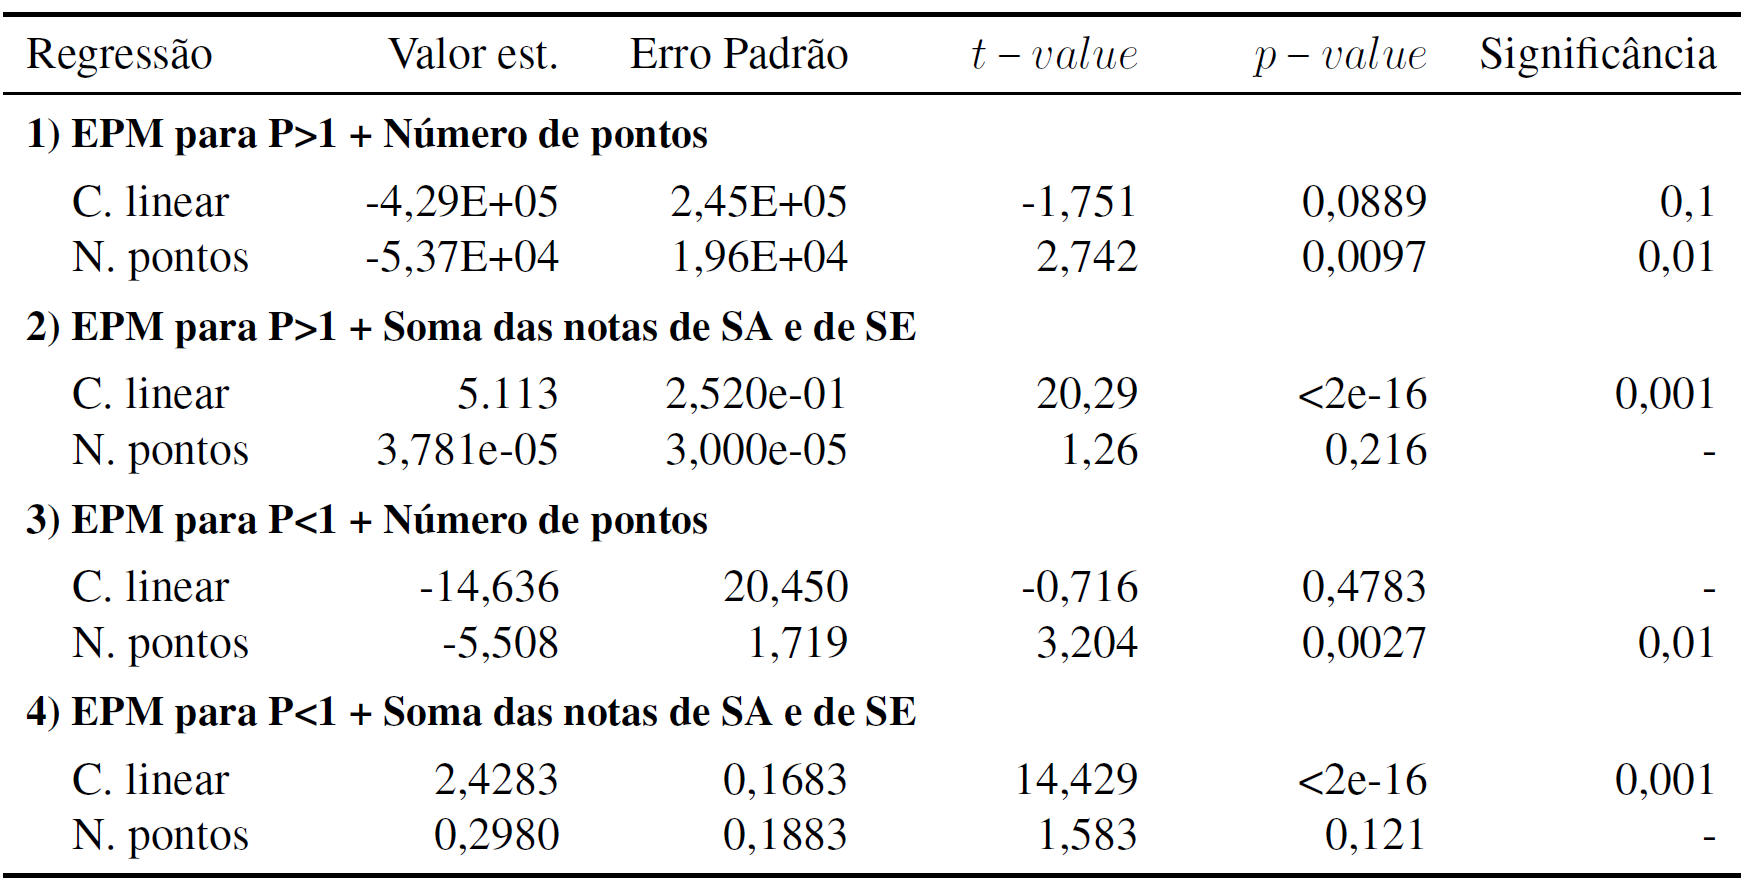 Regressão Valor est. Erro Padrão t – value p – value Significância
1) EPM para P>1 + Número de pontos
C. linear -4,29E+05 2,45E+05 -1,751 0,0889 0,1
N. pontos -5,37E+04 1,96E+04 2,742 0,0097 0,01
2) EPM para P>1 + Soma das notas de SA e de SE
C. linear 5.113 2,520e-01 20,29 <2e-16 0,001
N. pontos 3,781e-05 3,000e-05 1,26 0,216 -
3) EPM para P<1 + Número de pontos
C. linear -14,636 20,450 -0,716 0,4783 -
N. pontos -5,508 1,719 3,204 0,0027 0,01
4) EPM para P<1 + Soma das notas de SA e de SE
C. linear 2,4283 0,1683 14,429 <2e-16 0,001
N. pontos 0,2980 0,1883 1,583 0,121 -